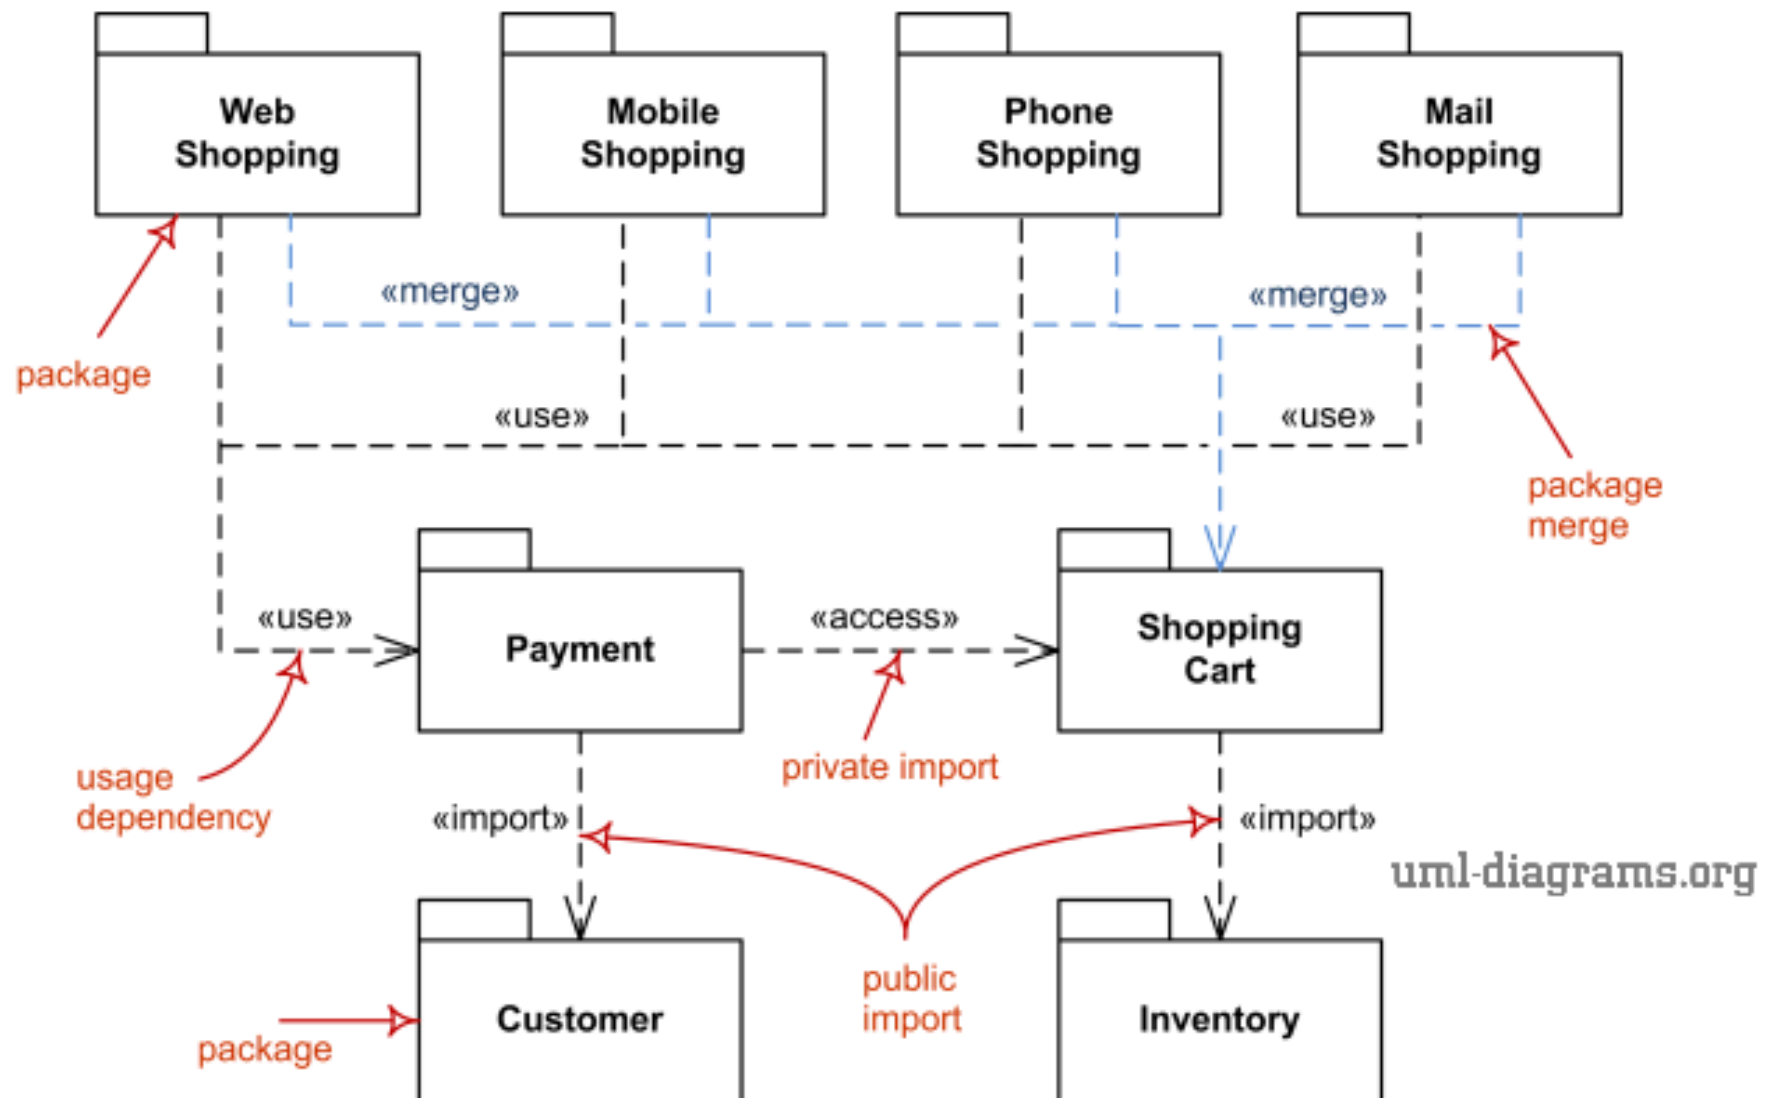 Web
Shopping
Mobile
Shopping
Phone
Shopping
Mail
Shopping
«merge»
«merge»
package
«use»
«use»
package
merge
«use»
Payment
«access»
Shopping
Cart
usage
dependency
private import
«import»
«import»
uml-diagrams.org
public
import
Customer
Inventory
package